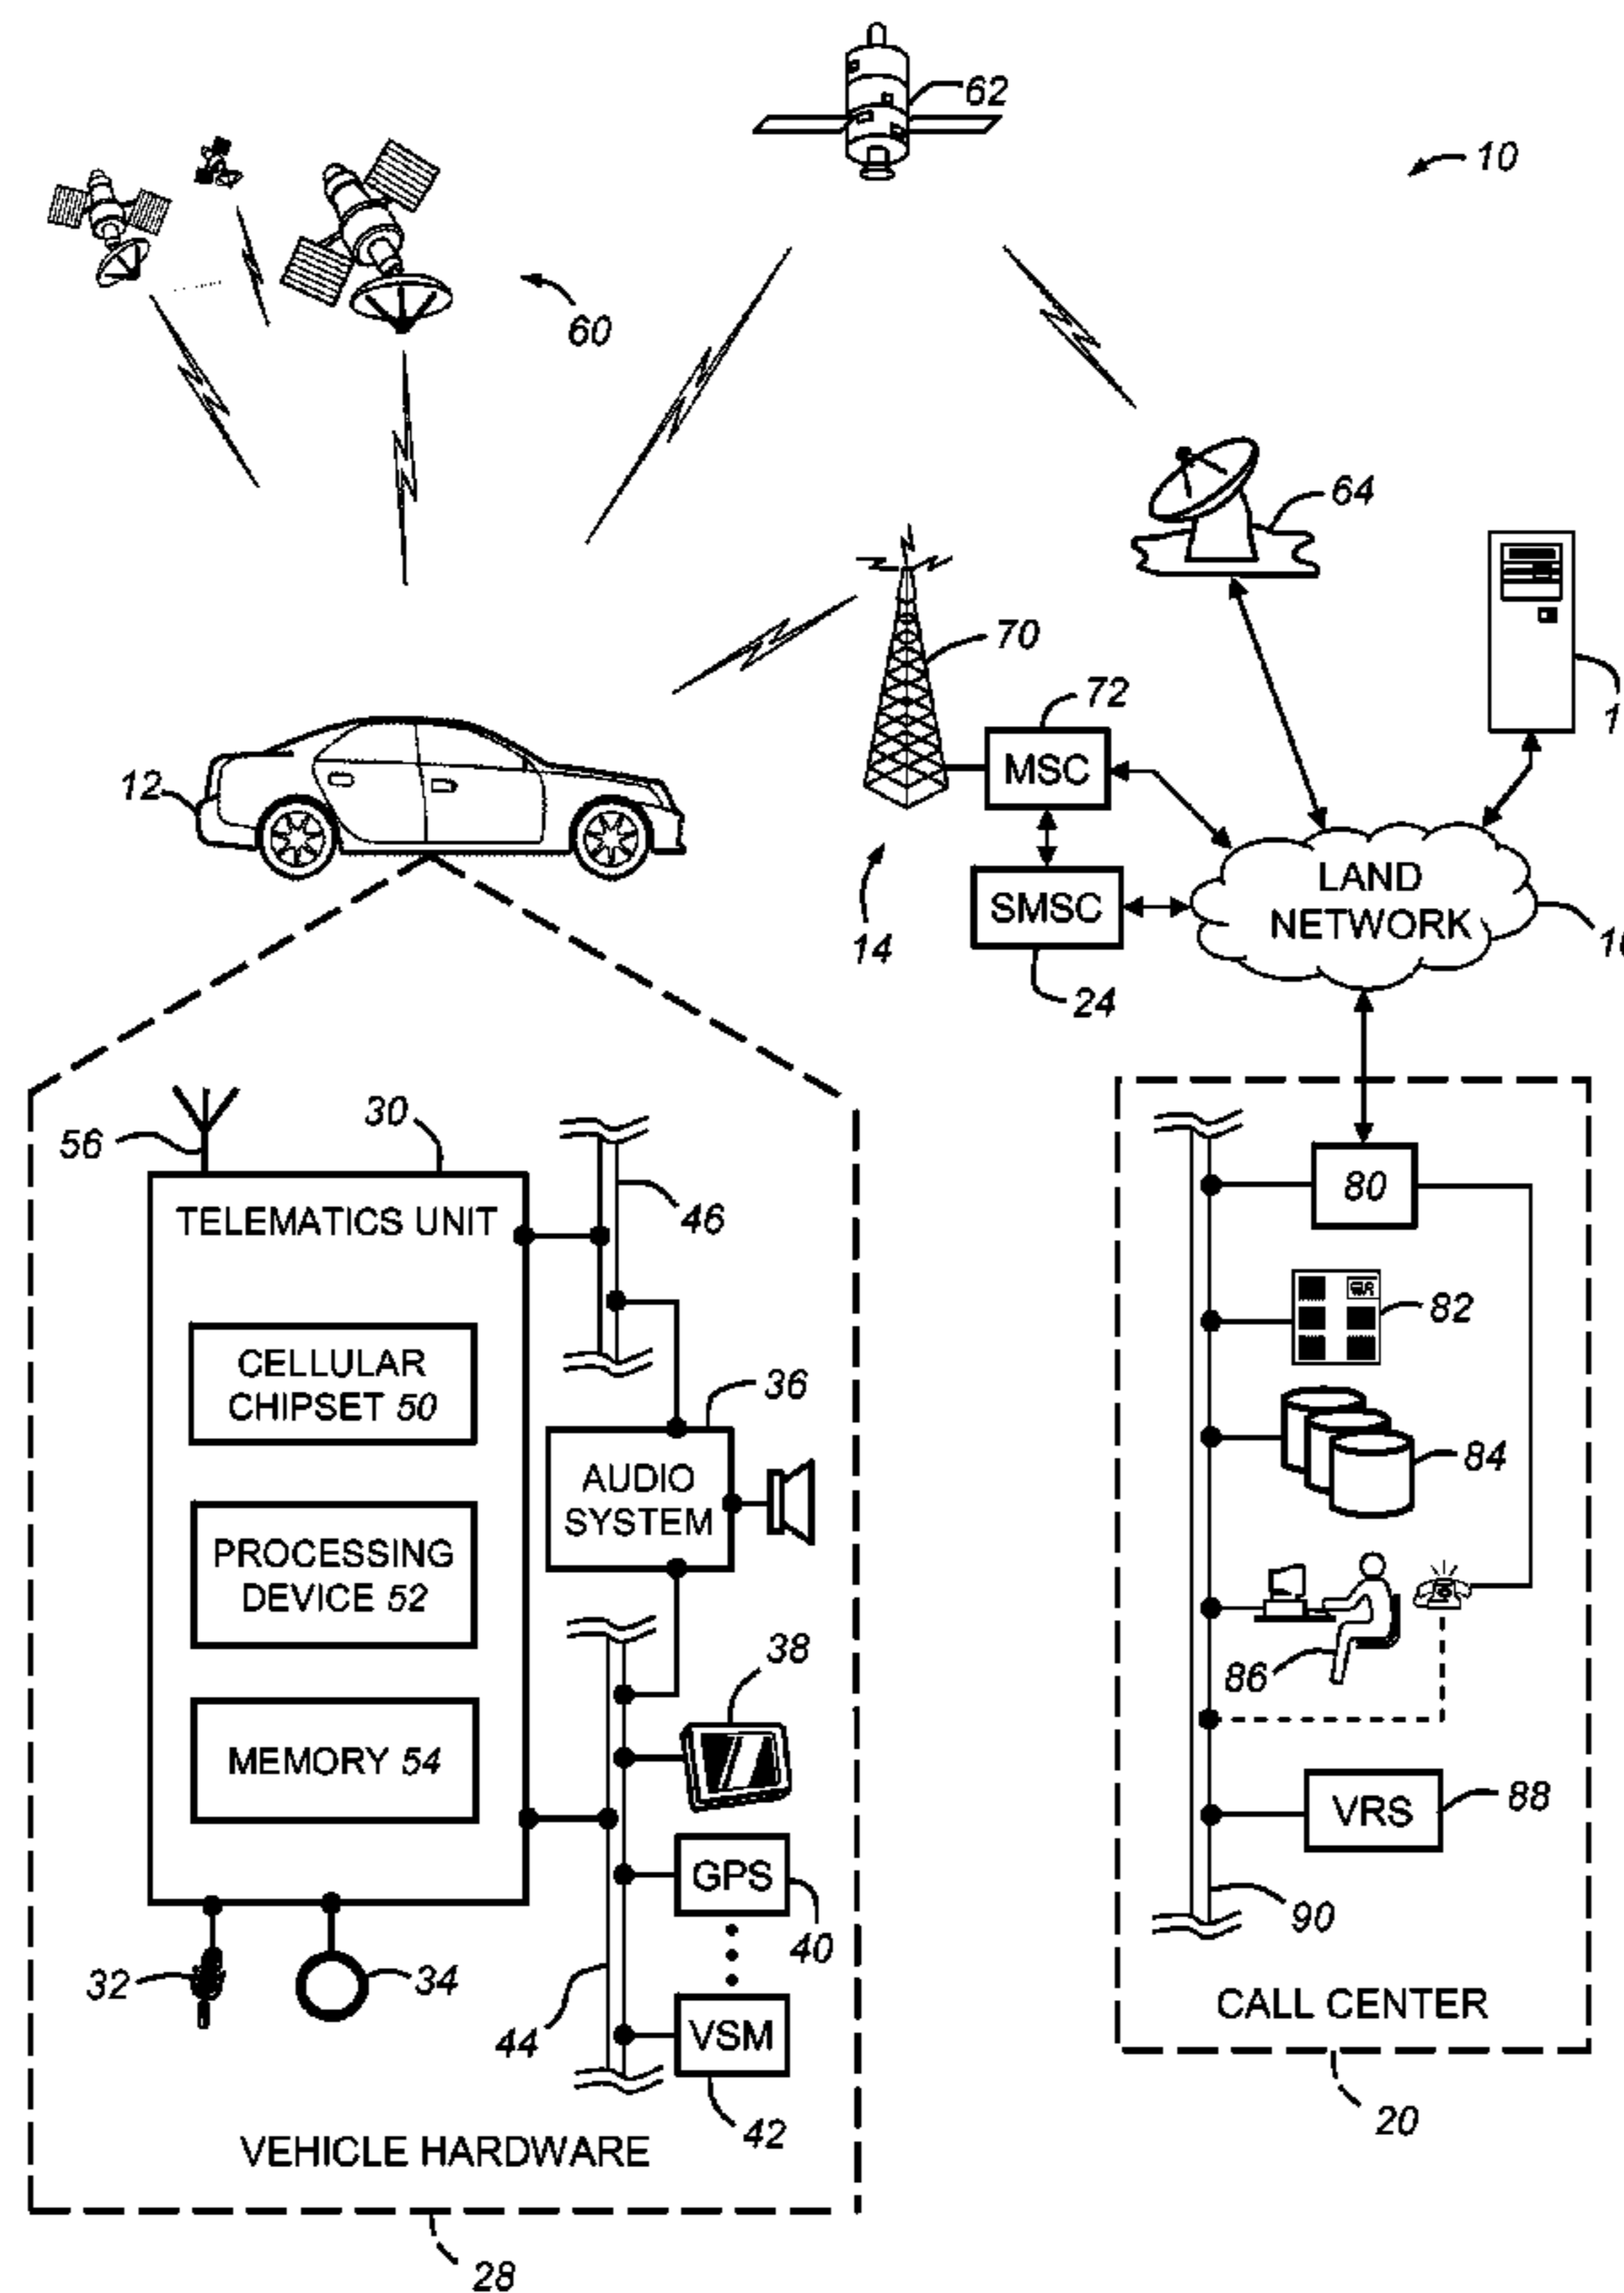 62
10
60
64
70
72
MSC
12
LAND
NETWORK
SMSC
14
24
56
30
TELEMATICS UNIT
46
80
CELLULAR
CHIPSET 50
82
36
AUDIO
SYSTEM
84
PROCESSING
DEVICE 52
38
86
MEMORY 54
VRS
88
GPS
40
90
32
34
44
VSM
42
CALL CENTER
20
VEHICLE HARDWARE
28